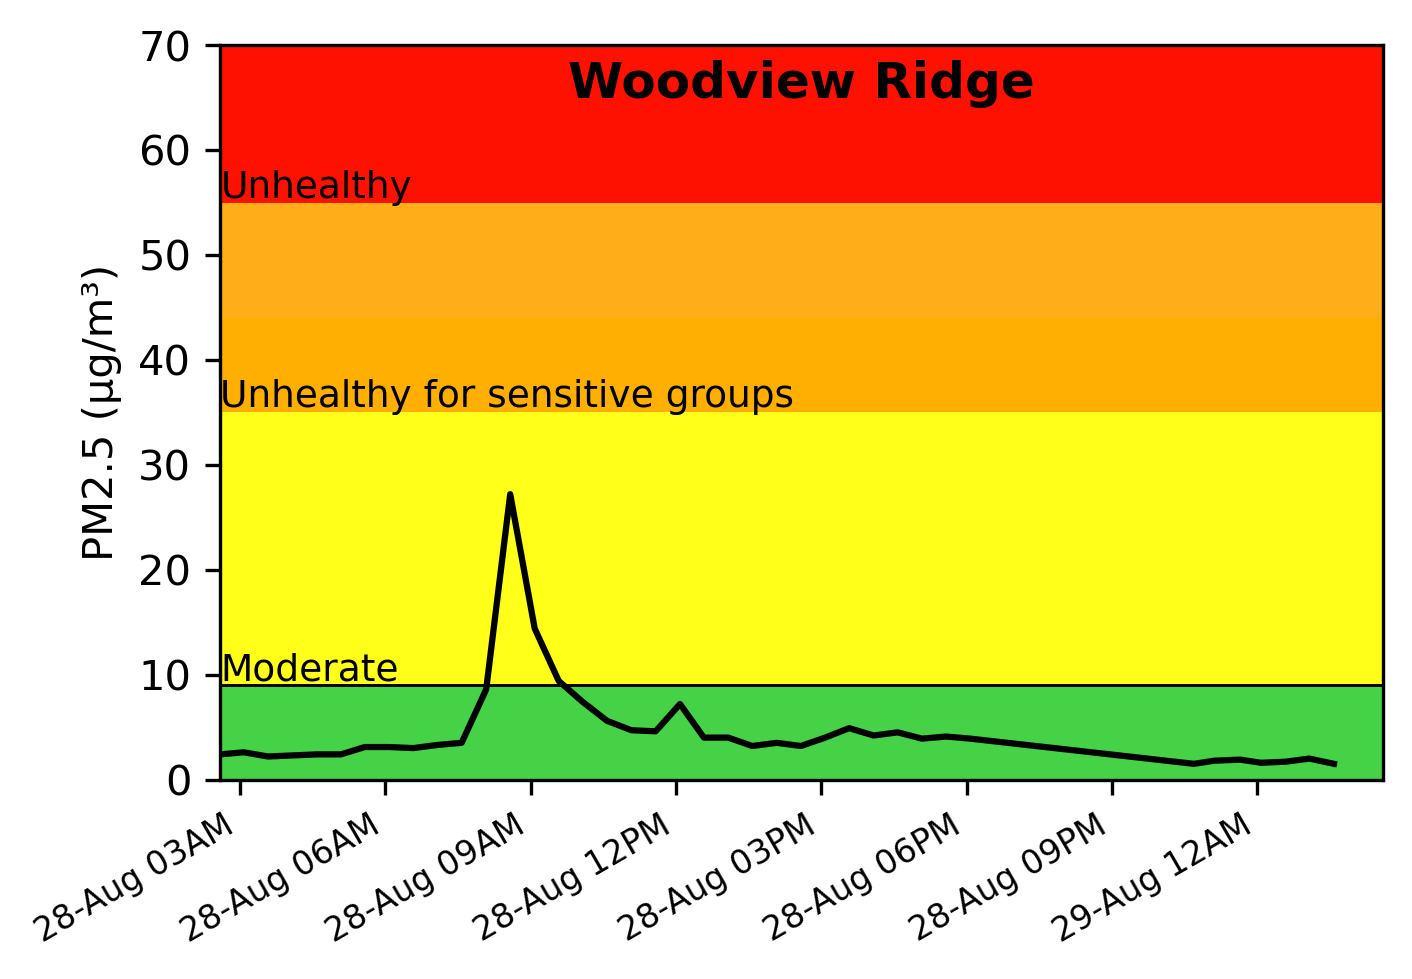 Woodview Ridge
70
60
50
40
30
20
10
0
PM2.5 (µg/m³)
Unhealthy
Unhealthy for sensitive groups
Moderate
28-Aug 03AM
28-Aug 06AM
28-Aug 09AM
28-Aug 12PM
28-Aug 03PM
28-Aug 06PM
28-Aug 09PM
29-Aug 12AM